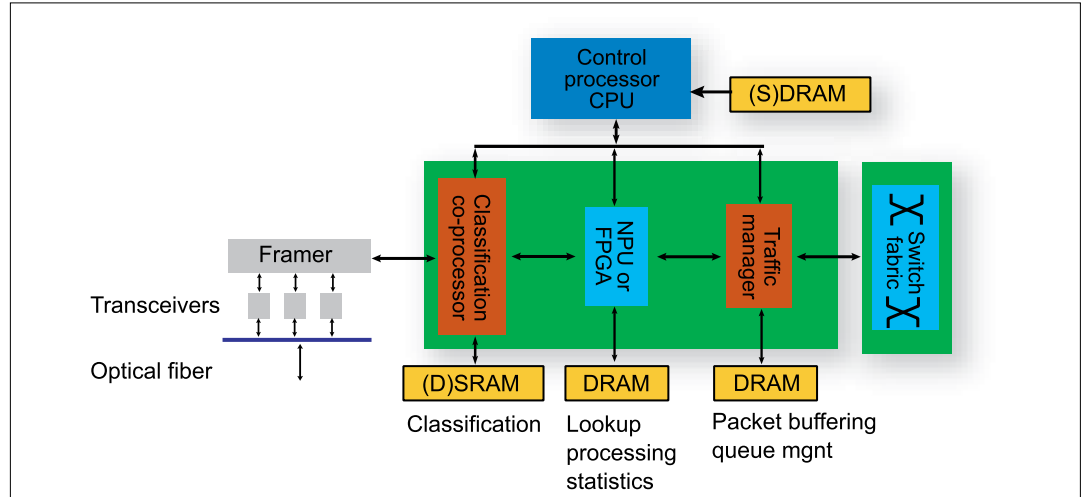 Control
processor
CPU
(S)DRAM
Classification
co-processor
NPU or
FPGA
Traffic
manager
Switch
fabric
Framer
Transceivers
Optical fiber
(D)SRAM
DRAM
DRAM
Classification
Lookup
processing
statistics
Packet buffering
queue mgnt